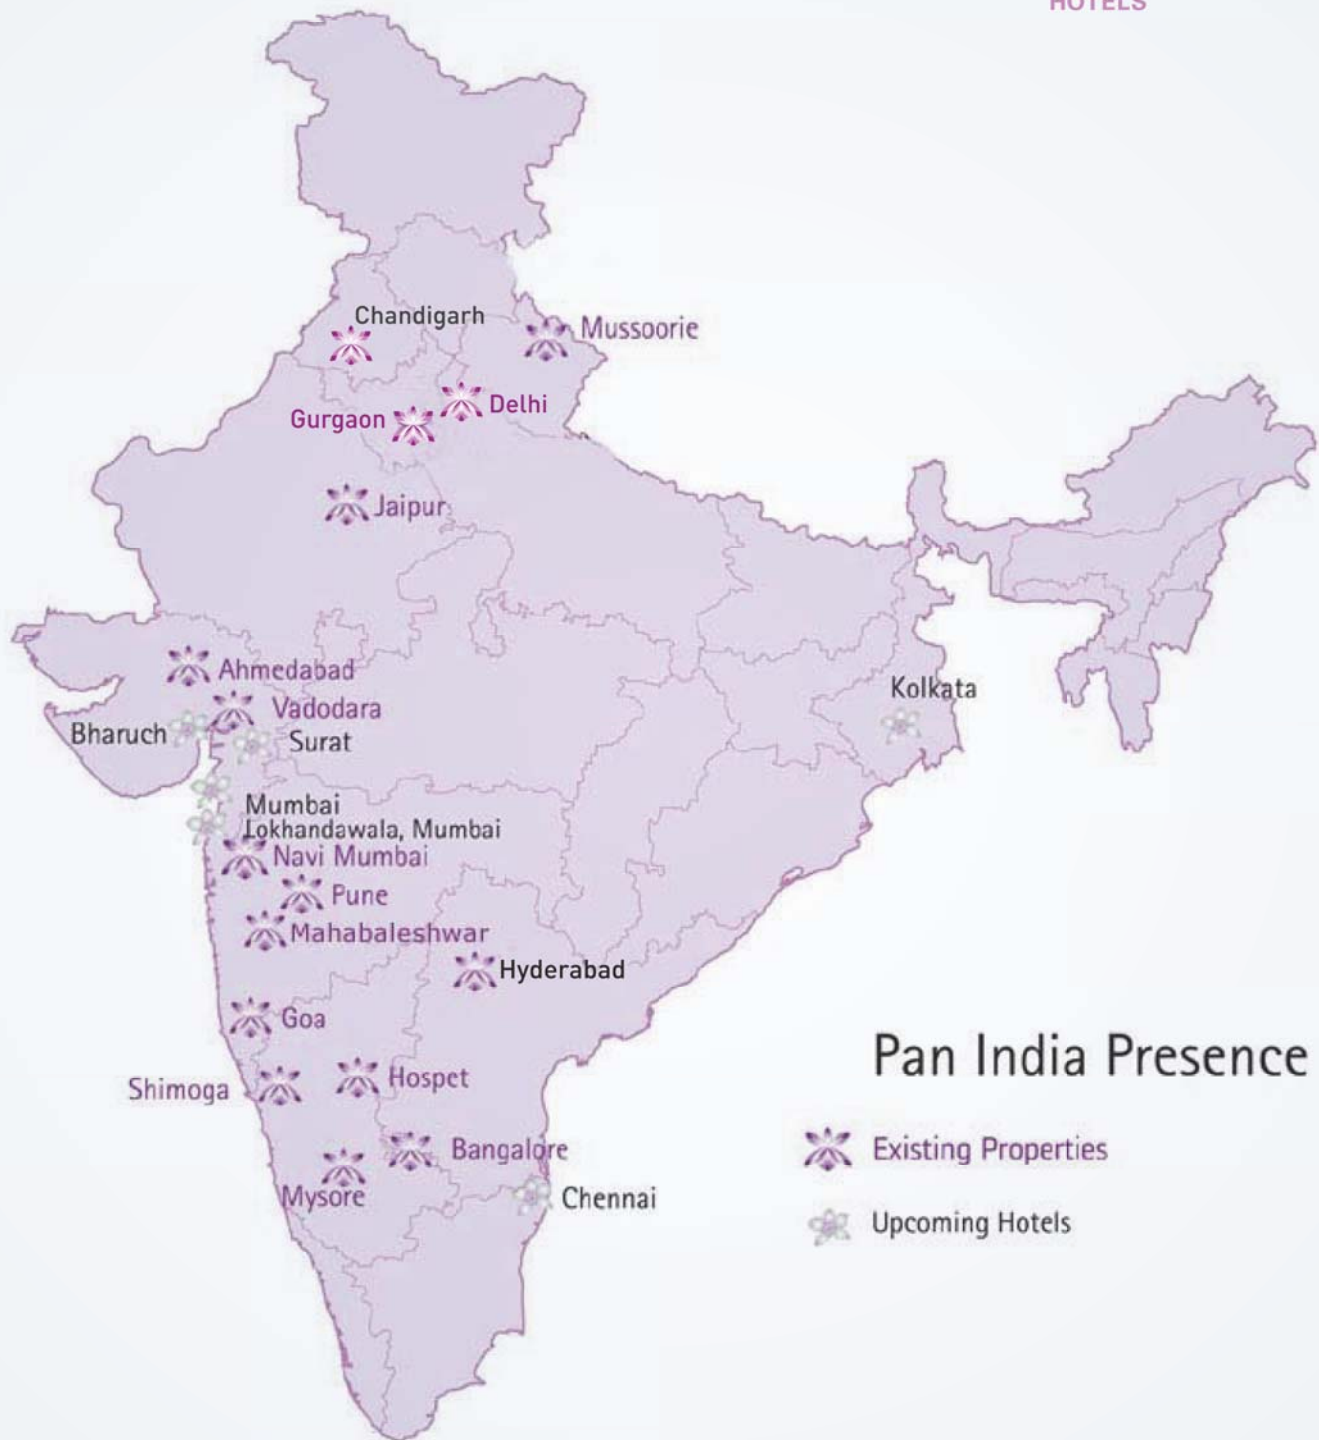 HOTELS
Chandigarh
Mussoorie
Delhi
Gurgaon
Jaipur
Ahmedabad
Kolkata
Vadodara
Bharuch
Surat
Mumbai
Lokhandawala, Mumbai
Navi Mumbai
Pune
Mahabaleshwar
Hyderabad
Goa
Pan India Presence
Hospet
Shimoga
Bangalore
Existing Properties
Mysore
Chennai
Upcoming Hotels